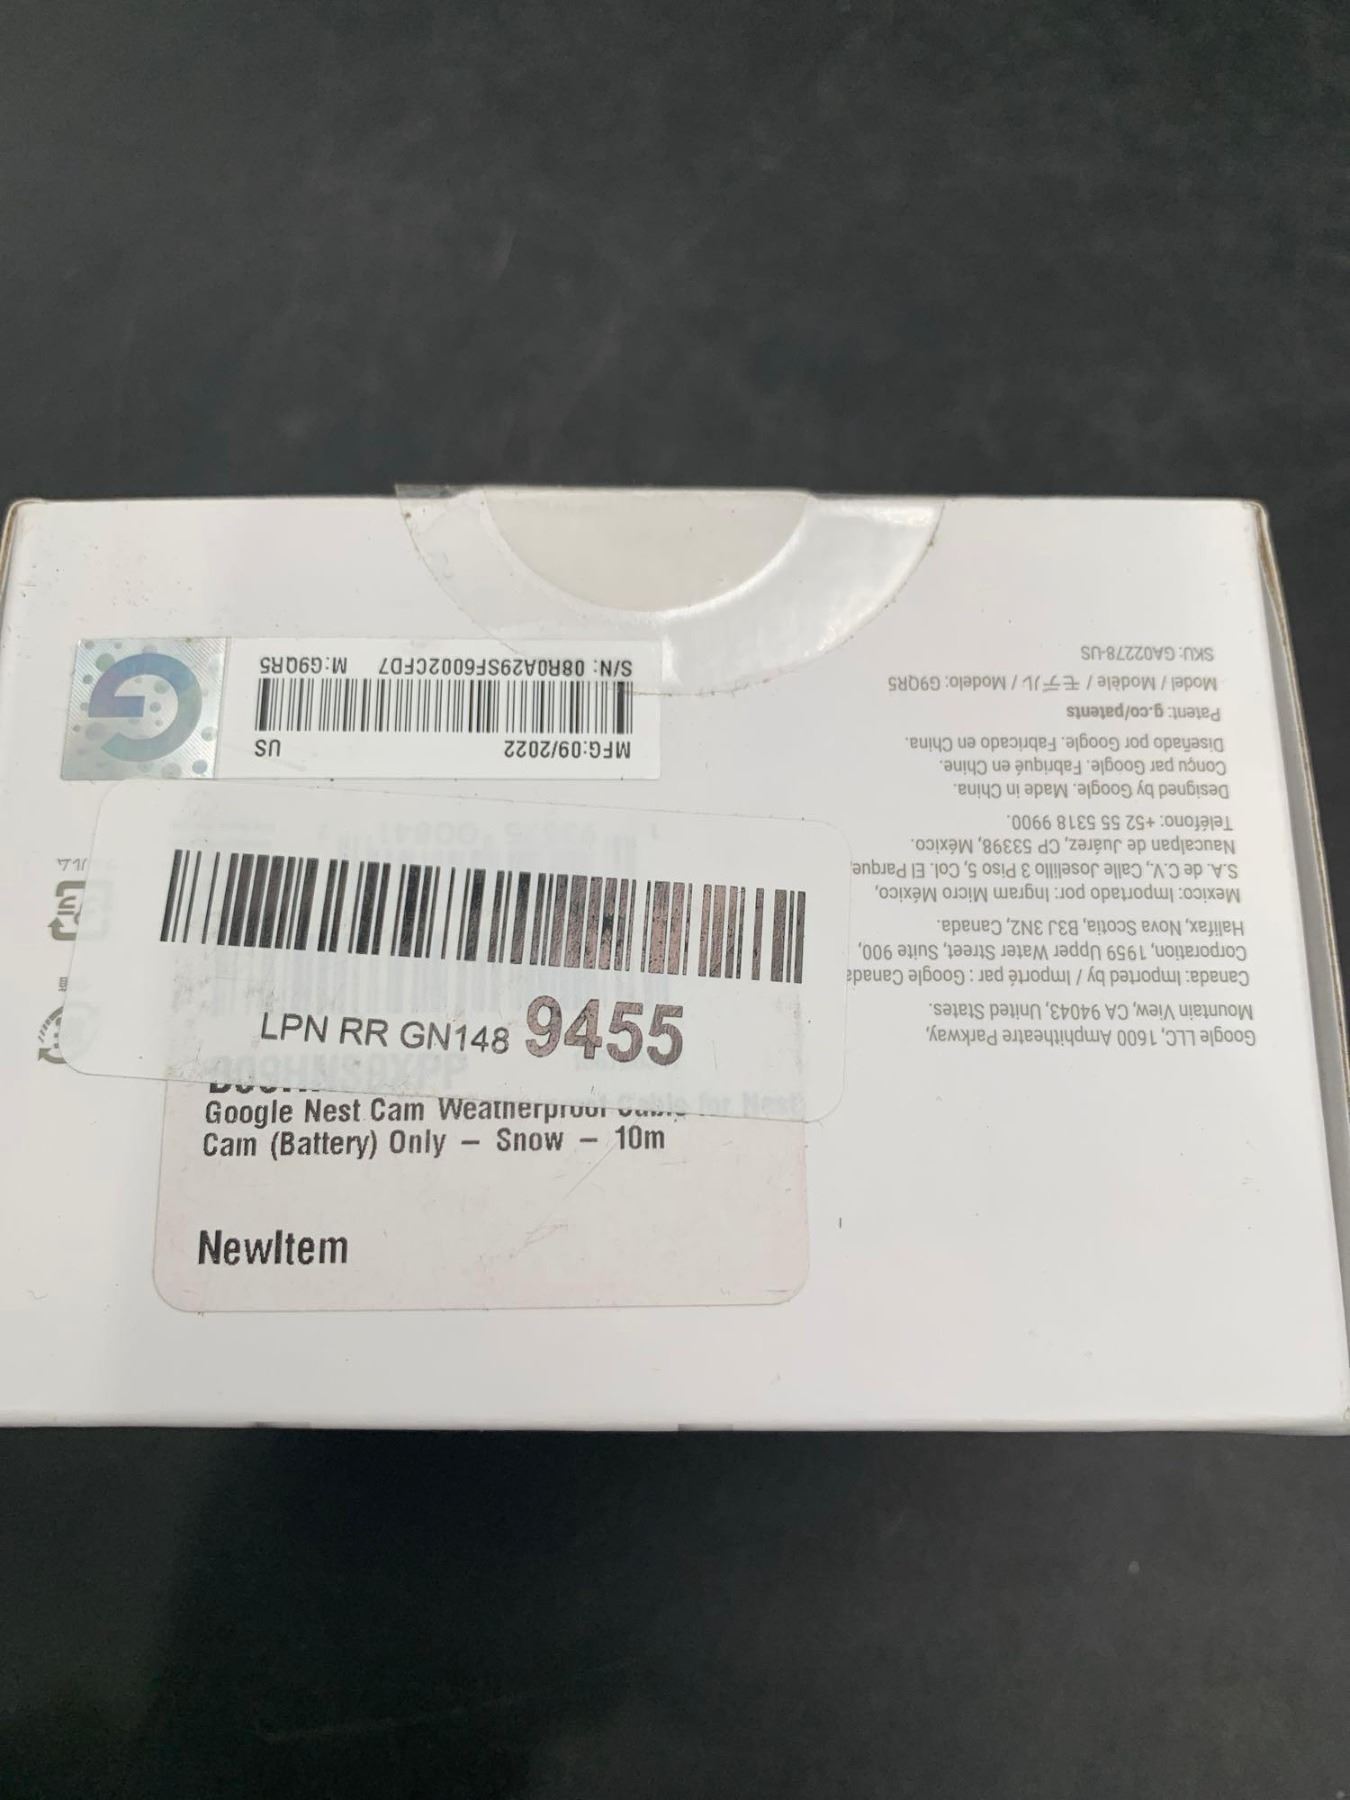 S/N: 08R0A29SF6002CFD7 M:G9QR5
MFG:09/2022 US
LPN RR GN148 9455
Google Nest Cam Weatherproof
Cam (Battery) Only – Snow – 10m
NewItem
Google LLC, 1600 Amphitheatre Parkway,
Mountain View, CA 94043, United States.
Canada: Imported by / Importé par : Google Canada
Corporation, 1959 Upper Water Street, Suite 900,
Halifax, Nova Scotia, B3J 3N2, Canada.
Mexico: Importado por: Ingram Micro México,
S.A. de C.V., Calle Joselillo 3 Piso 5, Col. El Parque,
Naucalpan de Juárez, CP 53398, México.
Teléfono: +52 55 5318 9900.
Designed by Google. Made in China.
Conçu par Google. Fabriqué en Chine.
Diseñado por Google. Fabricado en China.
Patent: g.co/patents
Model / Modèle / モデル / Modelo: G9QR5
SKU: GA02278-US